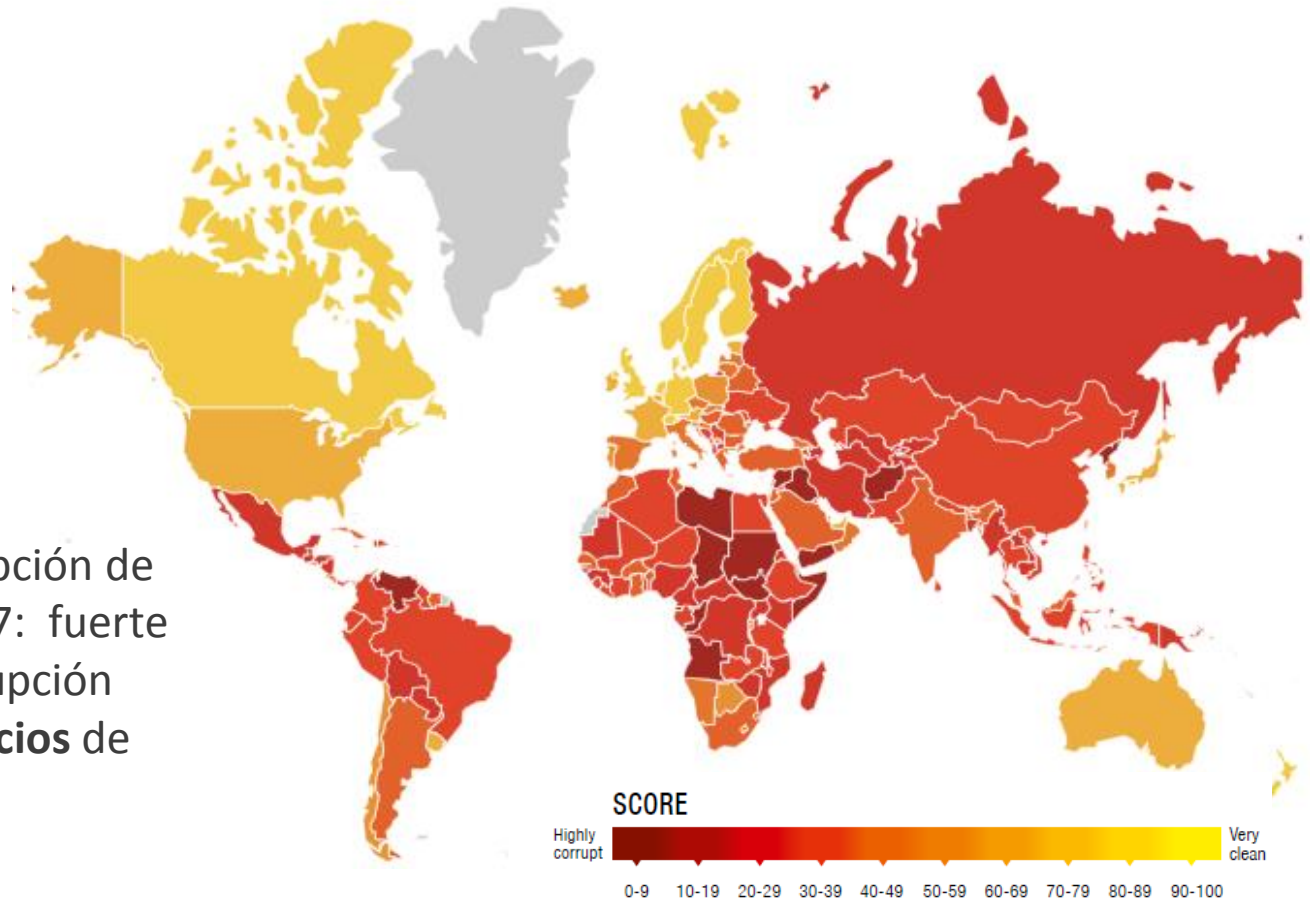 pción de
7: fuerte
upción
cios de
SCORE
Highly
corrupt
Very
clean
0-9 10-19 20-29 30-39 40-49 50-59 60-69 70-79 80-89 90-100